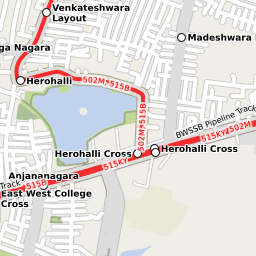 Venkateshwara
Layout
Madeshwara
ga Nagara
Herohalli
502M*515B
502M*515B
BWSSB Pipeline Track
515KY*502M
Herohalli Cross
Herohalli Cross
515KY
Anjananagara
Track
515B
East West College
Cross